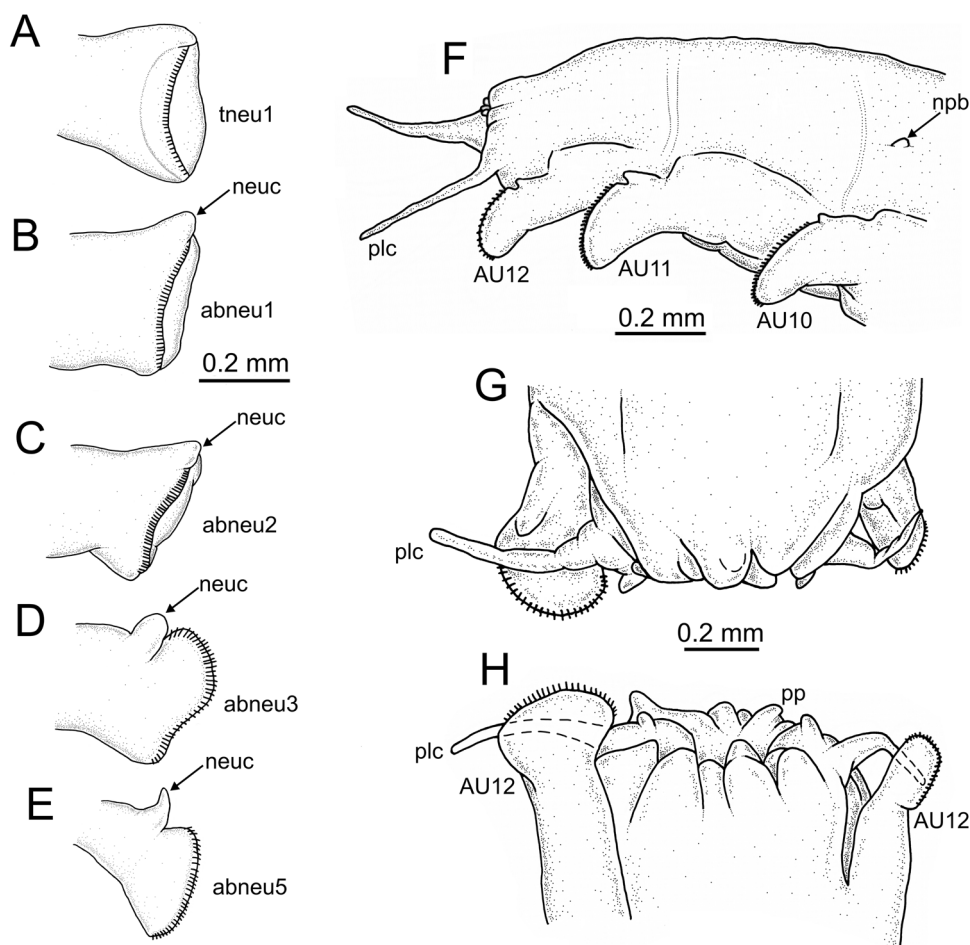 A
tneu1
neuc
B
abneu1
0.2 mm
C
neuc
abneu2
neuc
D
abneu3
neuc
E
abneu5
F
npb
plc
AU12
AU11
AU10
0.2 mm
G
plc
0.2 mm
H
pp
plc
AU12
AU12